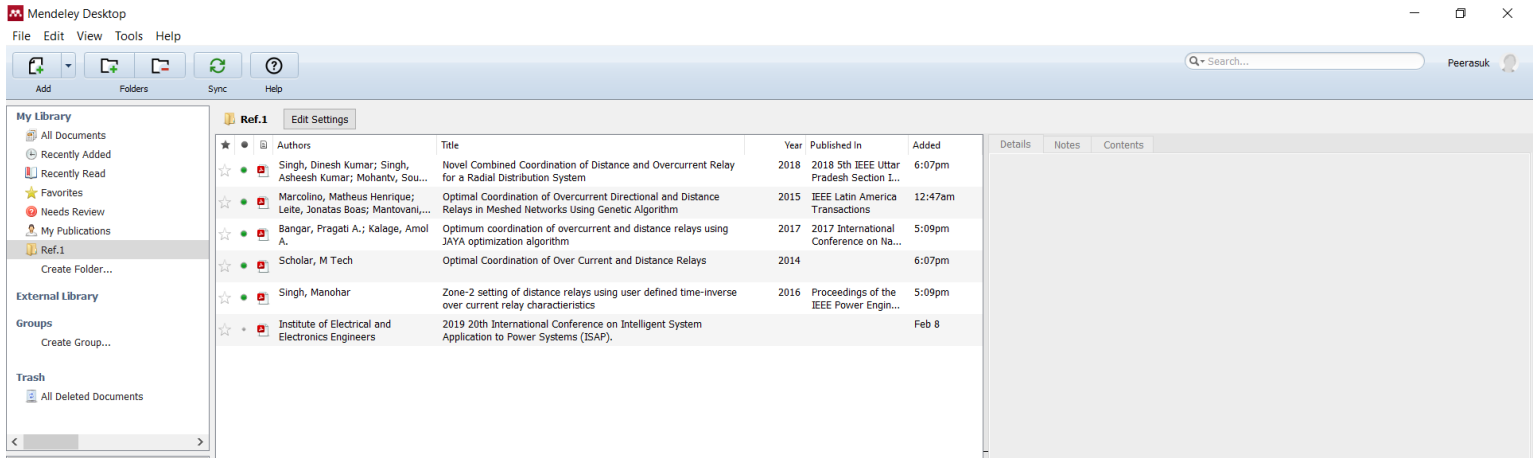 Mendeley Desktop
File Edit View Tools Help
Search...
Peerasuk
Add Folders Sync Help
My Library
All Documents
Recently Added
Recently Read
Favorites
Needs Review
My Publications
Ref.1
Create Folder...
External Library
Groups
Create Group...
Trash
All Deleted Documents
Ref.1 Edit Settings
Authors Title Year Published In Added
Singh, Dinesh Kumar; Singh, Novel Combined Coordination of Distance and Overcurrent Relay 2018 2018 5th IEEE Uttar 6:07pm
Asheesh Kumar; Mohanty, Sou... for a Radial Distribution System Pradesh Section I...
Marcolino, Matheus Henrique; Optimal Coordination of Overcurrent Directional and Distance 2015 IEEE Latin America 12:47am
Leite, Jonatas Boas; Mantovani,... Relays in Meshed Networks Using Genetic Algorithm Transactions
Bangar, Pragati A.; Kalage, Amol Optimum coordination of overcurrent and distance relays using 2017 2017 International 5:09pm
A. JAYA optimization algorithm Conference on Na...
Scholar, M Tech Optimal Coordination of Over Current and Distance Relays 2014 6:07pm
Singh, Manohar Zone-2 setting of distance relays using user defined time-inverse 2016 Proceedings of the 5:09pm
over current relay charactieristics IEEE Power Engin...
Institute of Electrical and 2019 20th International Conference on Intelligent System Feb 8
Electronics Engineers Application to Power Systems (ISAP).
Details Notes Contents